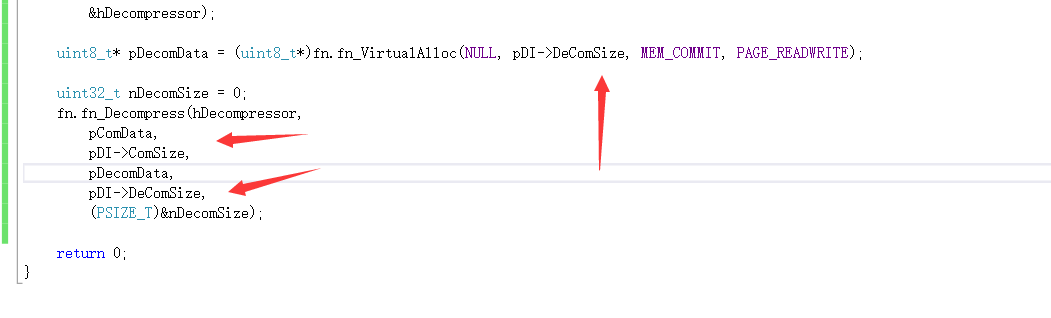 &hDecompressor);
uint8_t* pDecomData = (uint8_t*)fn.fn_VirtualAlloc(NULL, pDI->DeComSize, MEM_COMMIT, PAGE_READWRITE);
uint32_t nDecomSize = 0;
fn.fn_Decompress(hDecompressor,
pComData,
pDI->ComSize,
pDecomData,
pDI->DeComSize,
(PSIZE_T)&nDecomSize);
return 0;
}